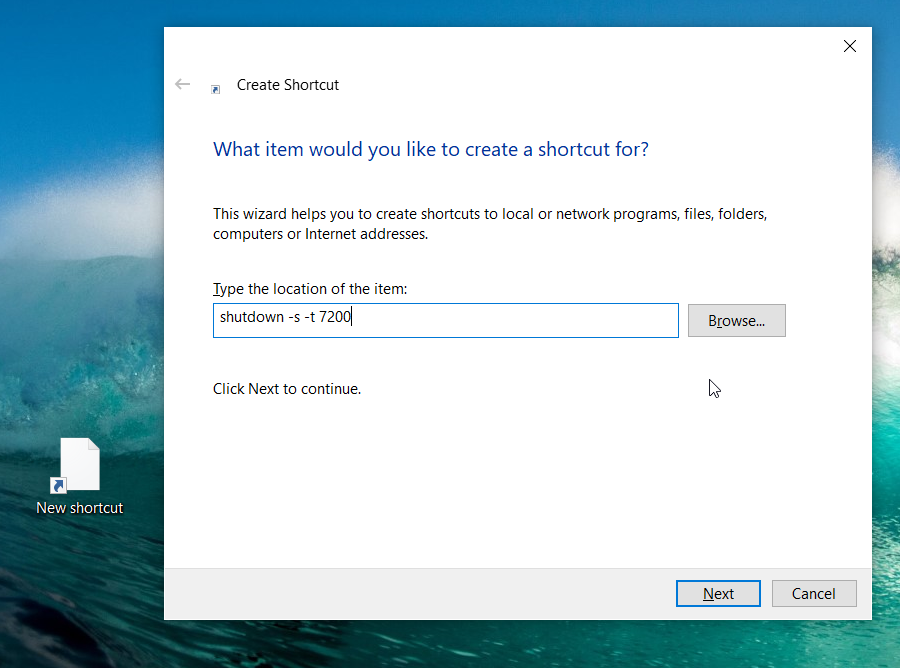 Create Shortcut
What item would you like to create a shortcut for?
This wizard helps you to create shortcuts to local or network programs, files, folders,
computers or Internet addresses.
Type the location of the item:
shutdown -s -t 7200
Browse...
Click Next to continue.
New shortcut
Next
Cancel